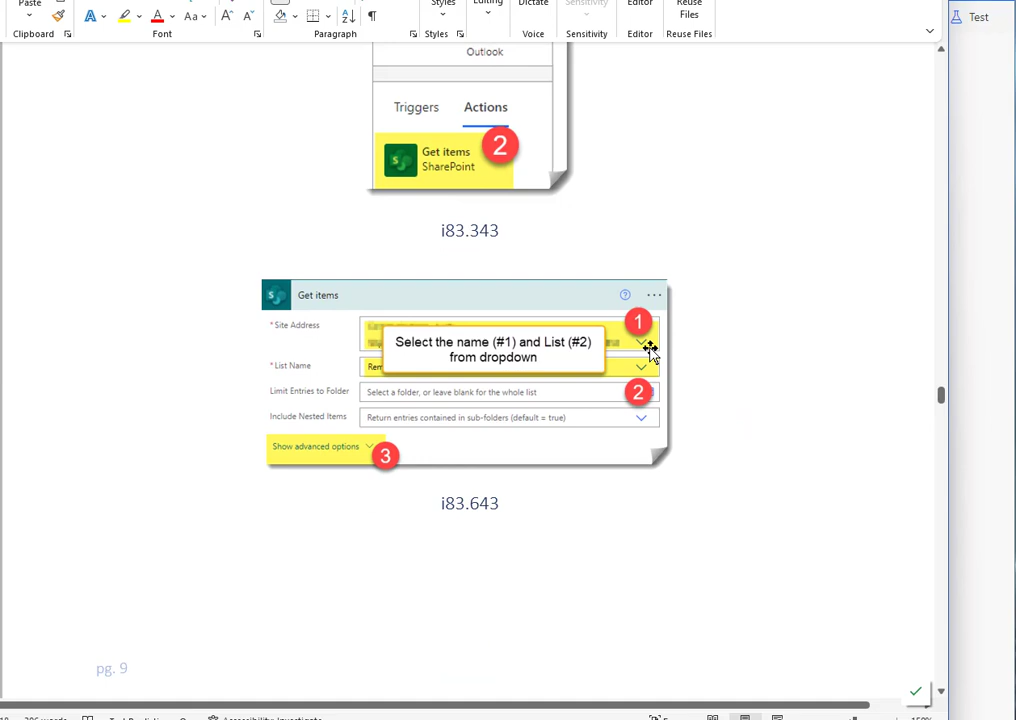 Paste
Styles
Editing
Dictate
Sensitivity
Editor
Reuse
Files
Test
A
A
Aa
A
A
Clipboard
Font
Paragraph
Styles
Voice
Sensitivity
Editor
Reuse Files
Outlook
Triggers
Actions
Get items
SharePoint
2
i83.343
Get items
* Site Address
1
Select the name (#1) and List (#2)
from dropdown
* List Name
Rem
Limit Entries to Folder
Select a folder, or leave blank for the whole list
2
Include Nested Items
Return entries contained in sub-folders (default = true)
Show advanced options
3
i83.643
pg. 9